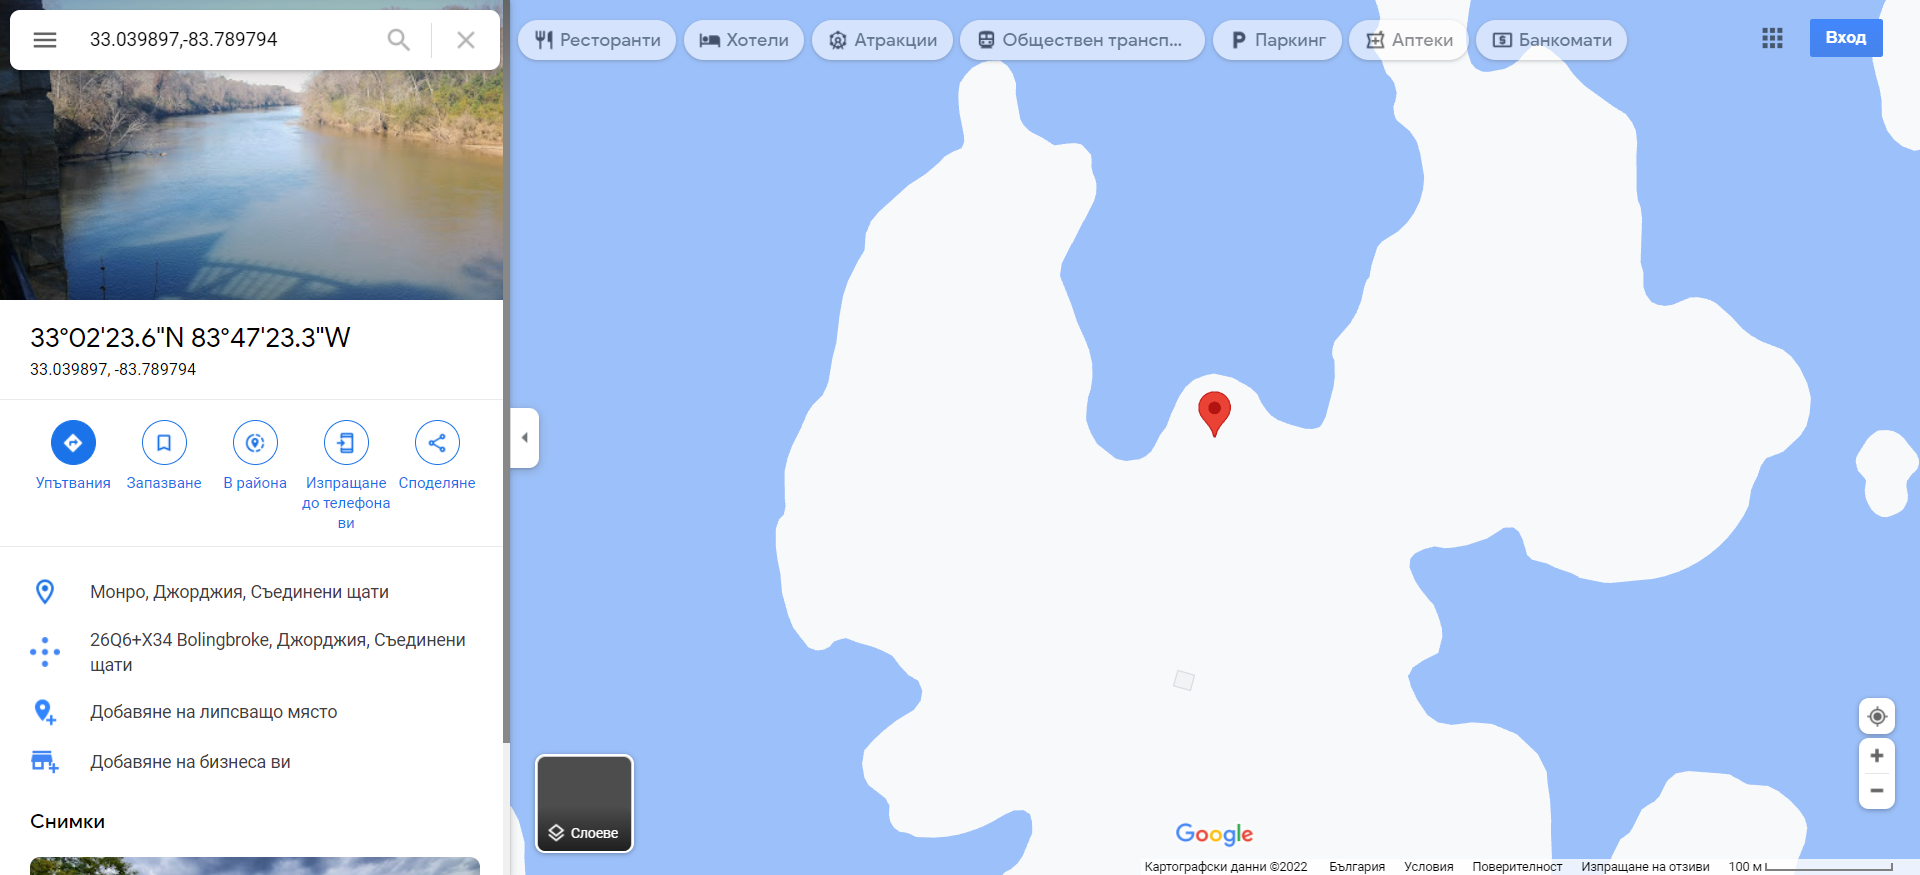 33.039897,-83.789794
Ресторанти
Хотели
Атракции
Обществен трансп...
Паркинг
Аптеки
Банкомати
Вход
33°02'23.6"N 83°47'23.3"W
33.039897, -83.789794
Упътвания
Запазване
В района
Изпращане
до телефона
ви
Споделяне
Монро, Джорджия, Съединени щати
26Q6+X34 Bolingbroke, Джорджия, Съединени
щати
Добавяне на липсващо място
Добавяне на бизнеса ви
Снимки
Слоеве
Google
Картографски данни ©2022
България
Условия
Поверителност
Изпращане на отзиви
100 м